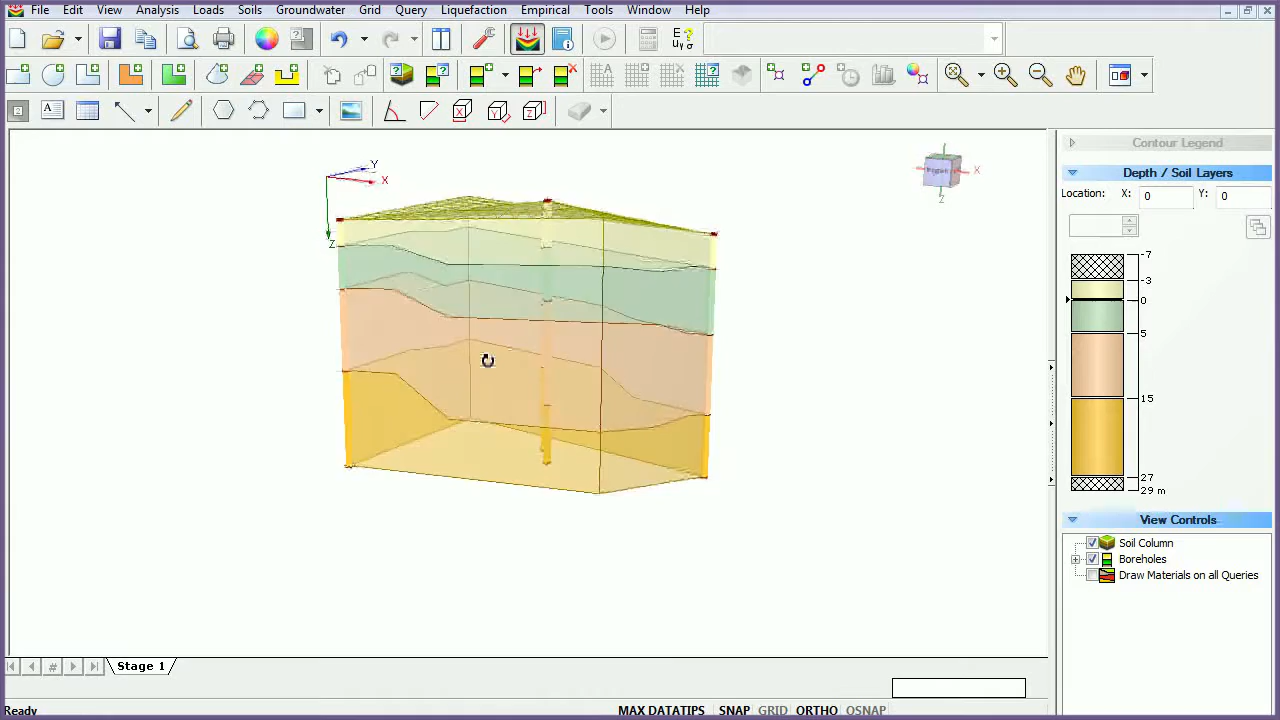 File Edit View Analysis Loads Soils Groundwater Grid Query Liquefaction Empirical Tools Window Help
Contour Legend
Depth / Soil Layers
Location: X: 0 Y: 0
Y
X
Z
X
Z
-7
-3
0
5
15
27
29 m
View Controls
Soil Column
Boreholes
Draw Materials on all Queries
Stage 1
Ready MAX DATATIPS SNAP GRID ORTHO OSNAP